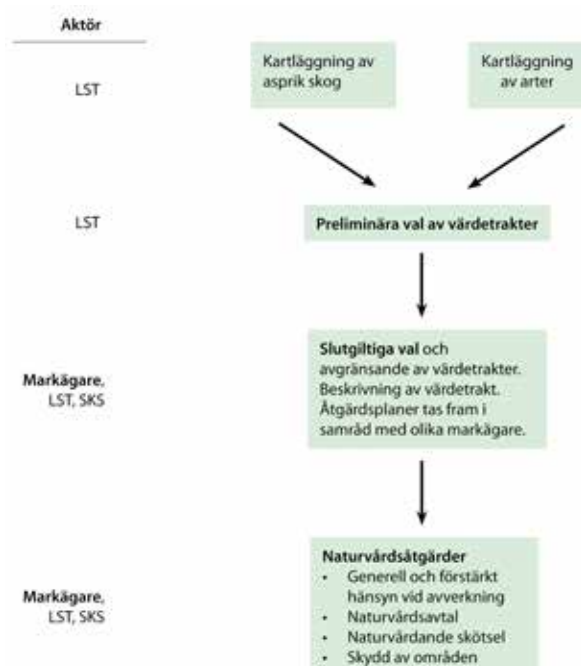 Aktör
LST
Kartläggning av
asprik skog
Kartläggning
av arter
LST
Preliminära val av värdetrakter
Markägare,
LST, SKS
Slutgiltiga val och
avgränsande av värdetrakter.
Beskrivning av värdetrakt.
Åtgärdsplaner tas fram i
samråd med olika markägare.
Markägare,
LST, SKS
Naturvårdsåtgärder
• Generell och förstärkt
hänsyn vid avverkning
• Naturvårdsavtal
• Naturvårdande skötsel
• Skydd av områden